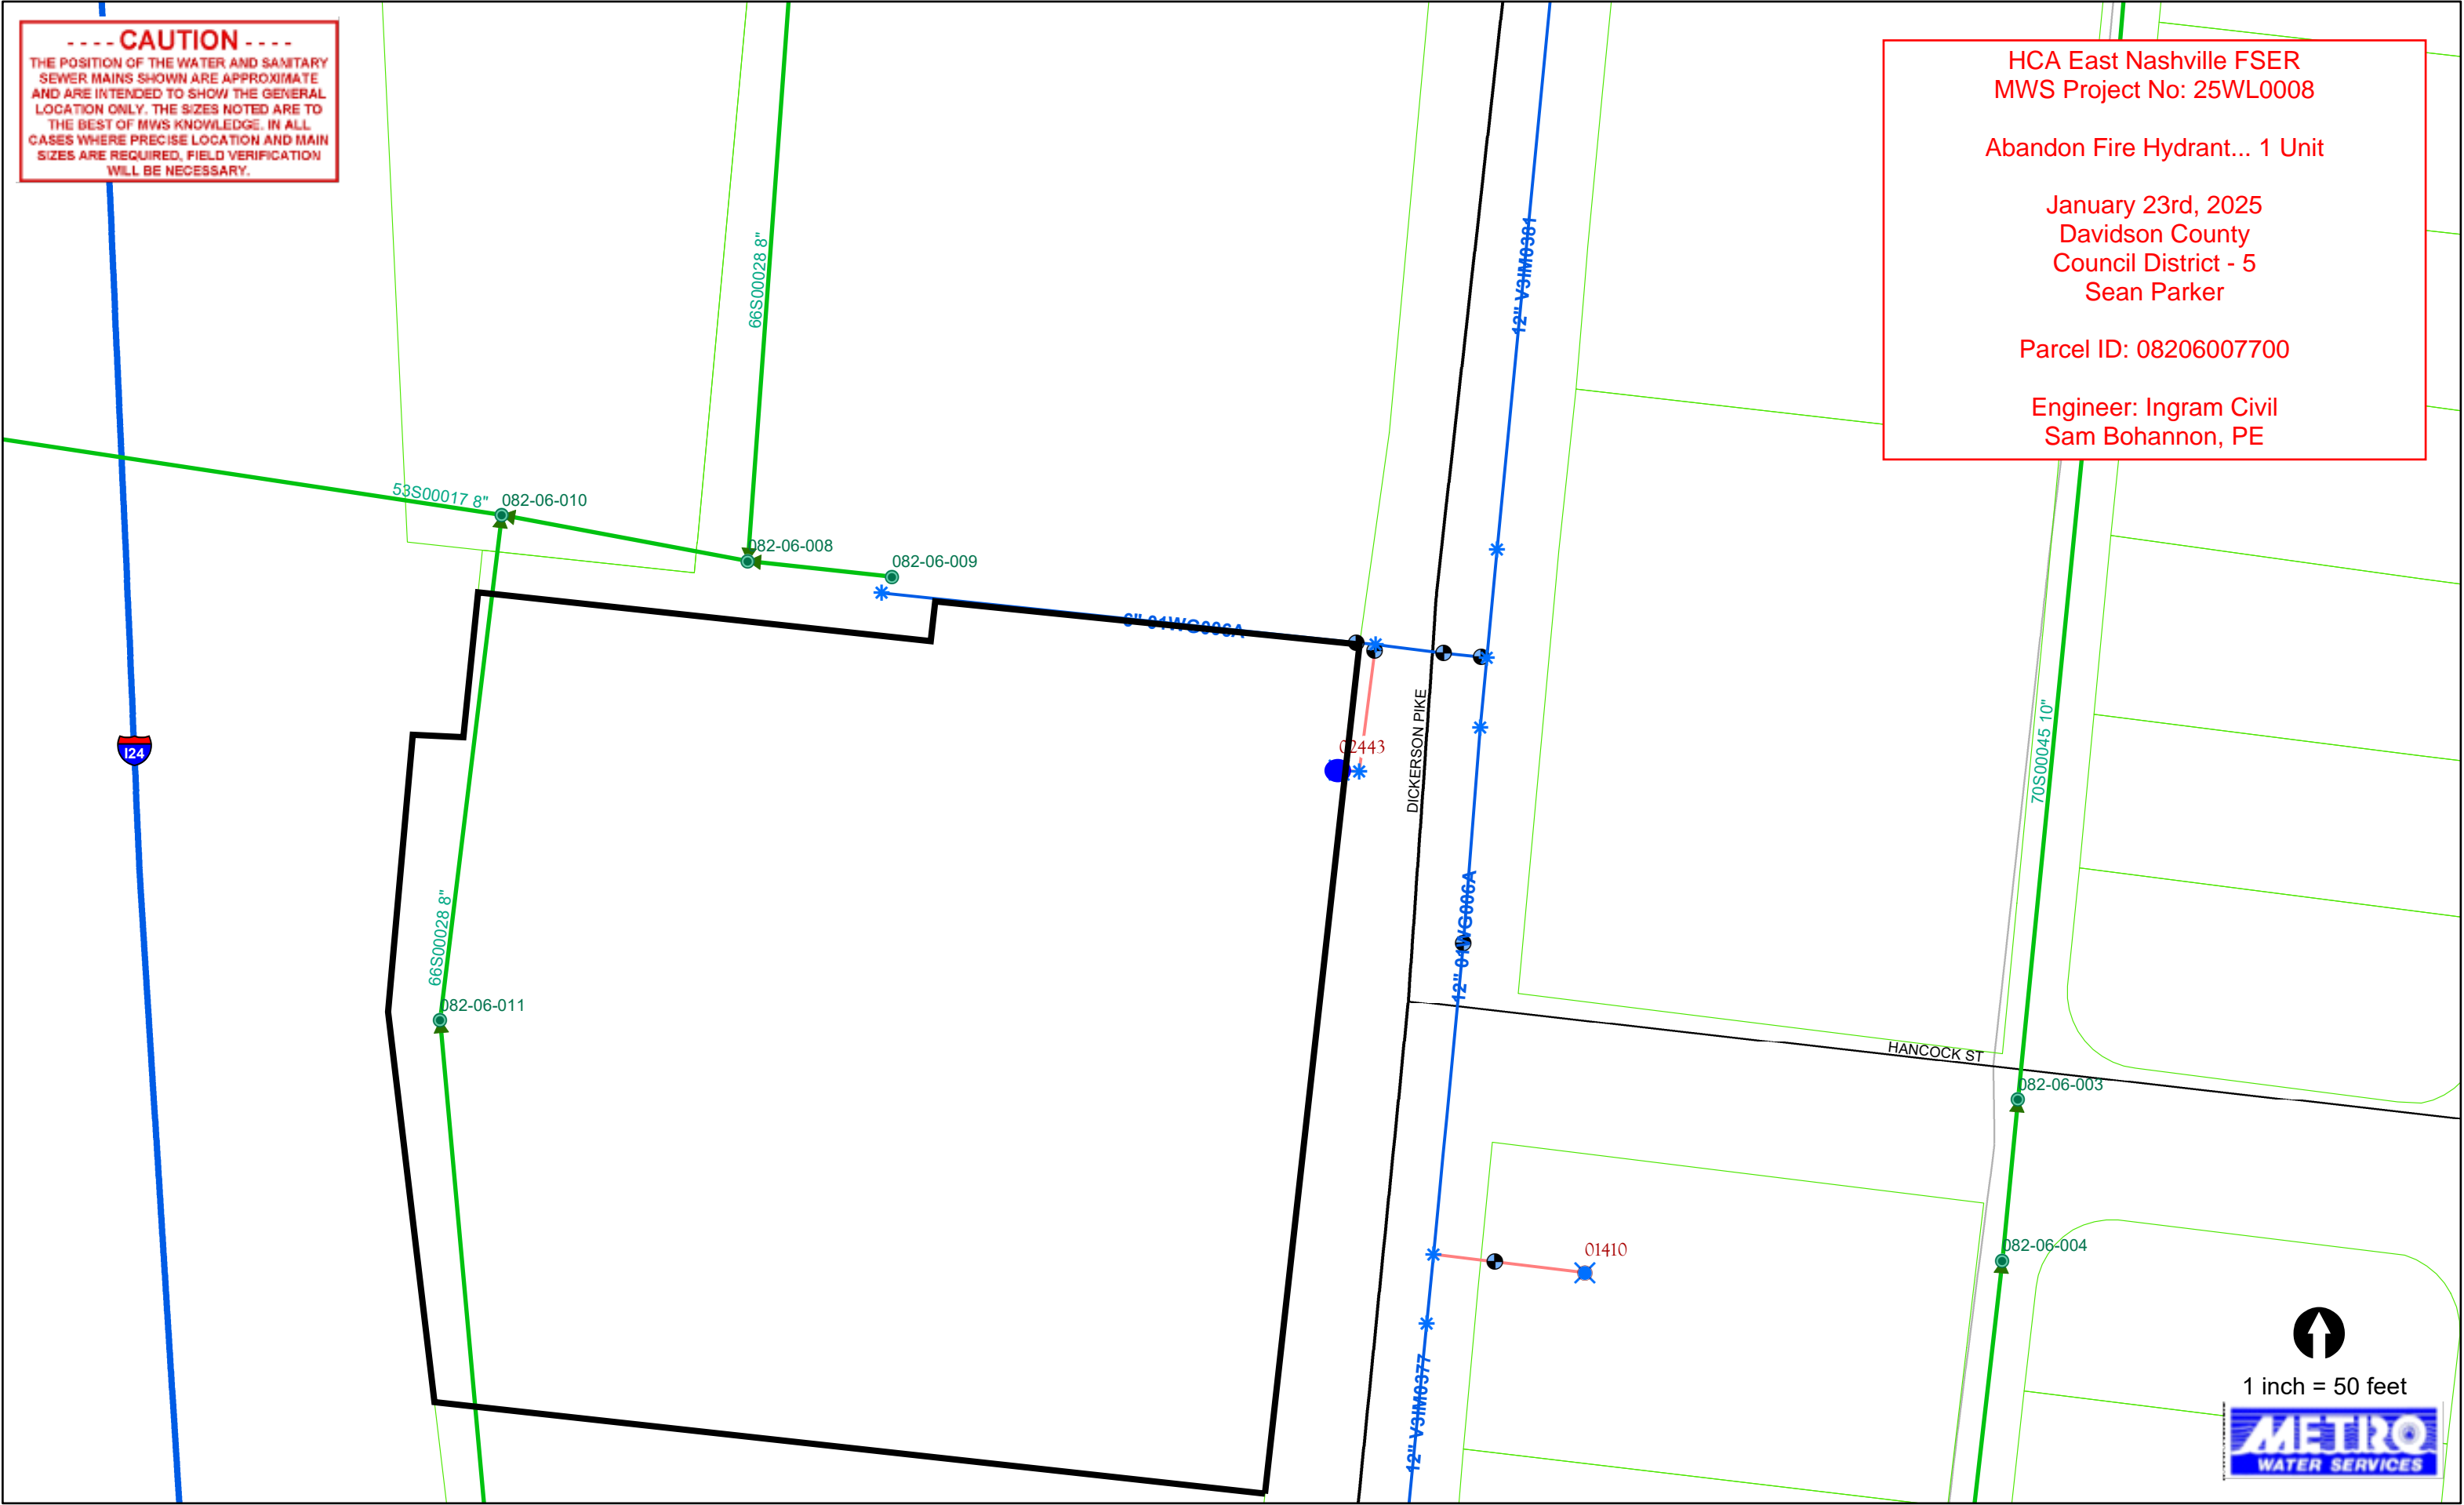 - - - - CAUTION - - - -
THE POSITION OF THE WATER AND SANITARY
SEWER MAINS SHOWN ARE APPROXIMATE
AND ARE INTENDED TO SHOW THE GENERAL
LOCATION ONLY. THE SIZES NOTED ARE TO
THE BEST OF MWS KNOWLEDGE. IN ALL
CASES WHERE PRECISE LOCATION AND MAIN
SIZES ARE REQUIRED, FIELD VERIFICATION
WILL BE NECESSARY.
HCA East Nashville FSER
MWS Project No: 25WL0008
Abandon Fire Hydrant... 1 Unit
January 23rd, 2025
Davidson County
Council District - 5
Sean Parker
Parcel ID: 08206007700
Engineer: Ingram Civil
Sam Bohannon, PE
66S00028 8"
12" V3IM0381
53S00017 8"
082-06-010
082-06-008
082-06-009
6" 01WG006A
I24
02443
DICKERSON PIKE
70S00045 10"
66S00028 8"
12" 01WG006A
082-06-011
HANCOCK ST
082-06-003
01410
082-06-004
12" V3IM0377
1 inch = 50 feet
METRO
WATER SERVICES